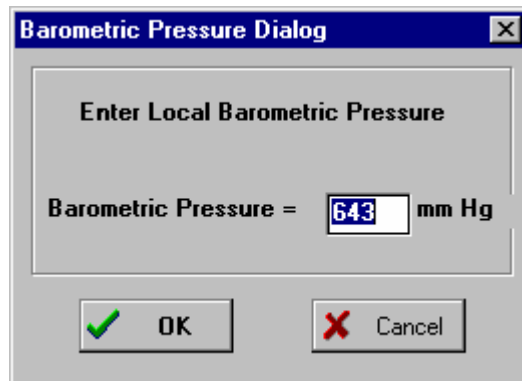 Barometric Pressure Dialog
Enter Local Barometric Pressure
Barometric Pressure = 643 mm Hg
OK Cancel